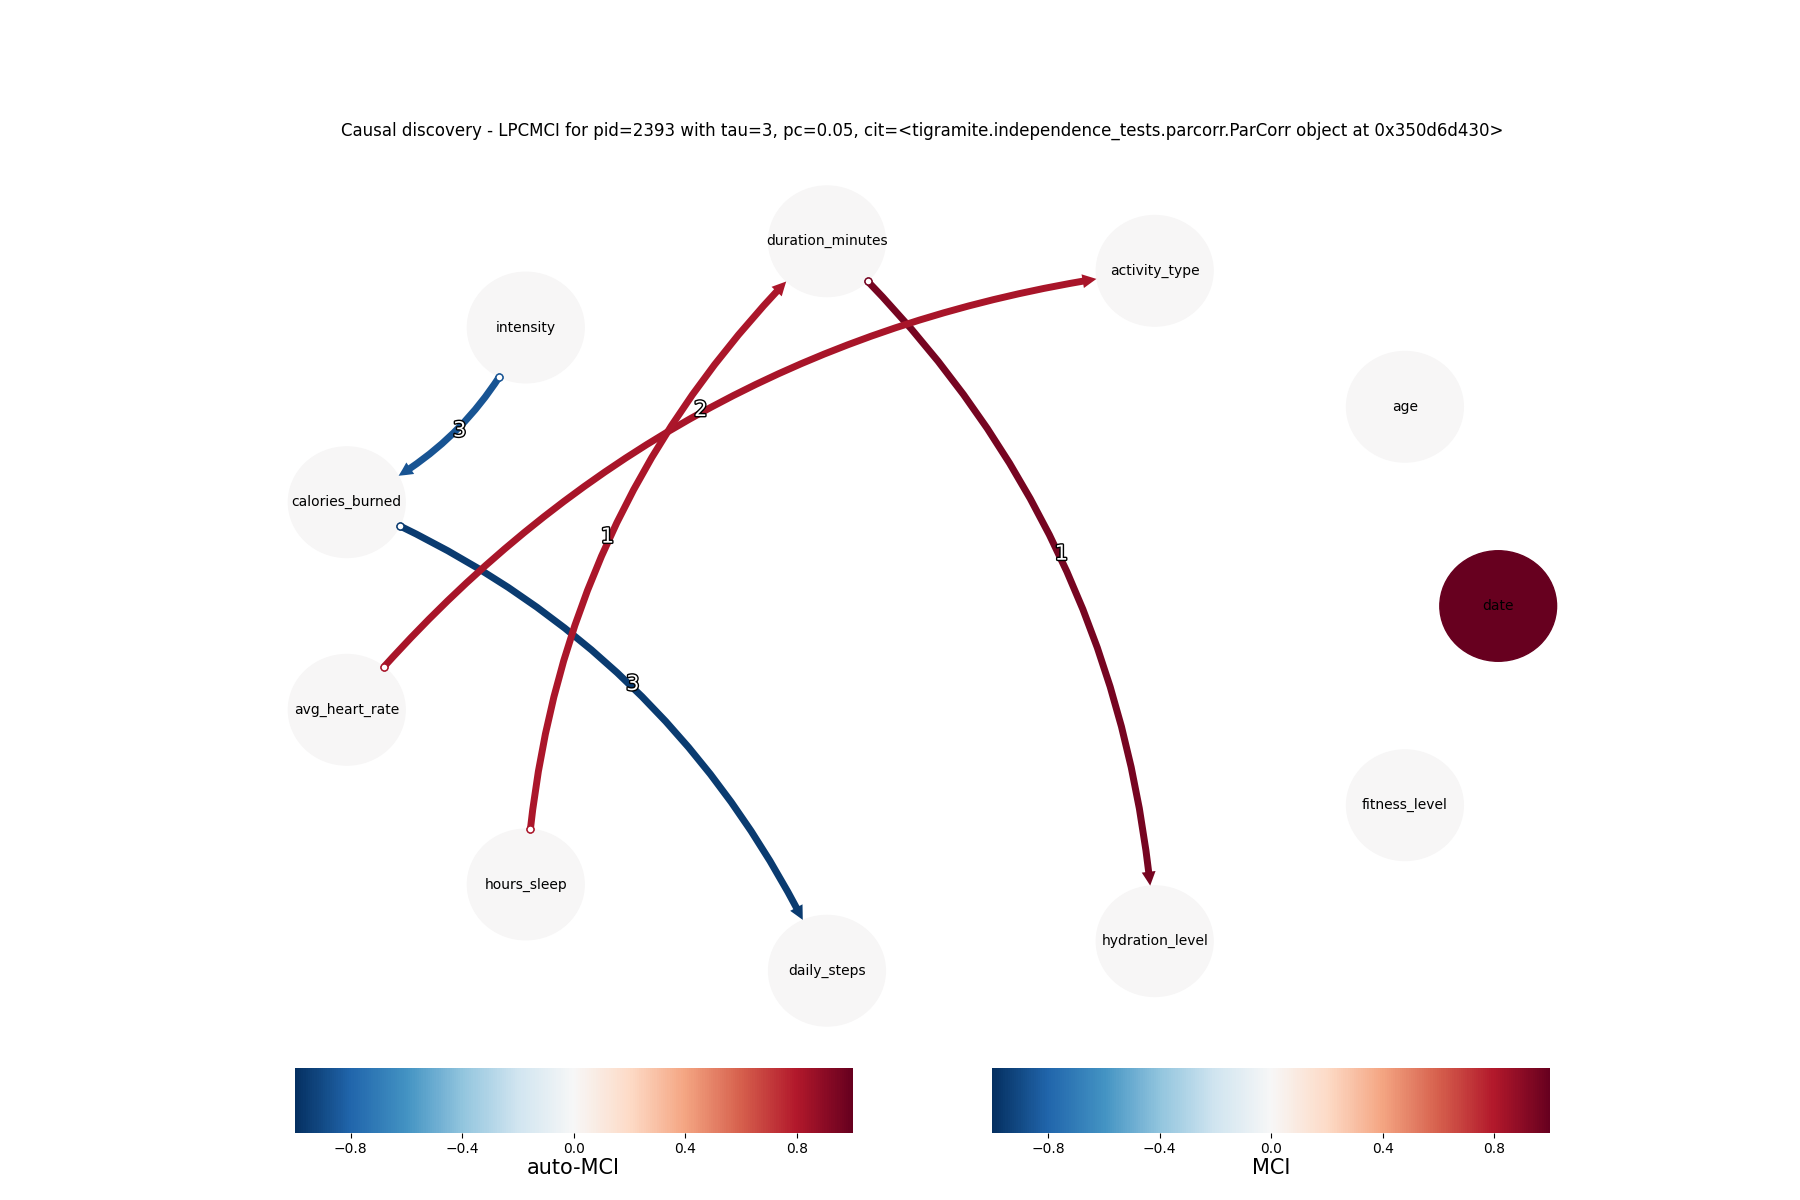 Causal discovery - LPCMCI for pid=2393 with tau=3, pc=0.05, cit=<tigramite.independence_tests.parcorr.ParCorr object at 0x350d6d430>
duration_minutes
activity_type
intensity
age
2
3
calories_burned
1
1
date
3
avg_heart_rate
fitness_level
hours_sleep
hydration_level
daily_steps
−0.8 −0.4 0.0 0.4 0.8
auto-MCI
−0.8 −0.4 0.0 0.4 0.8
MCI